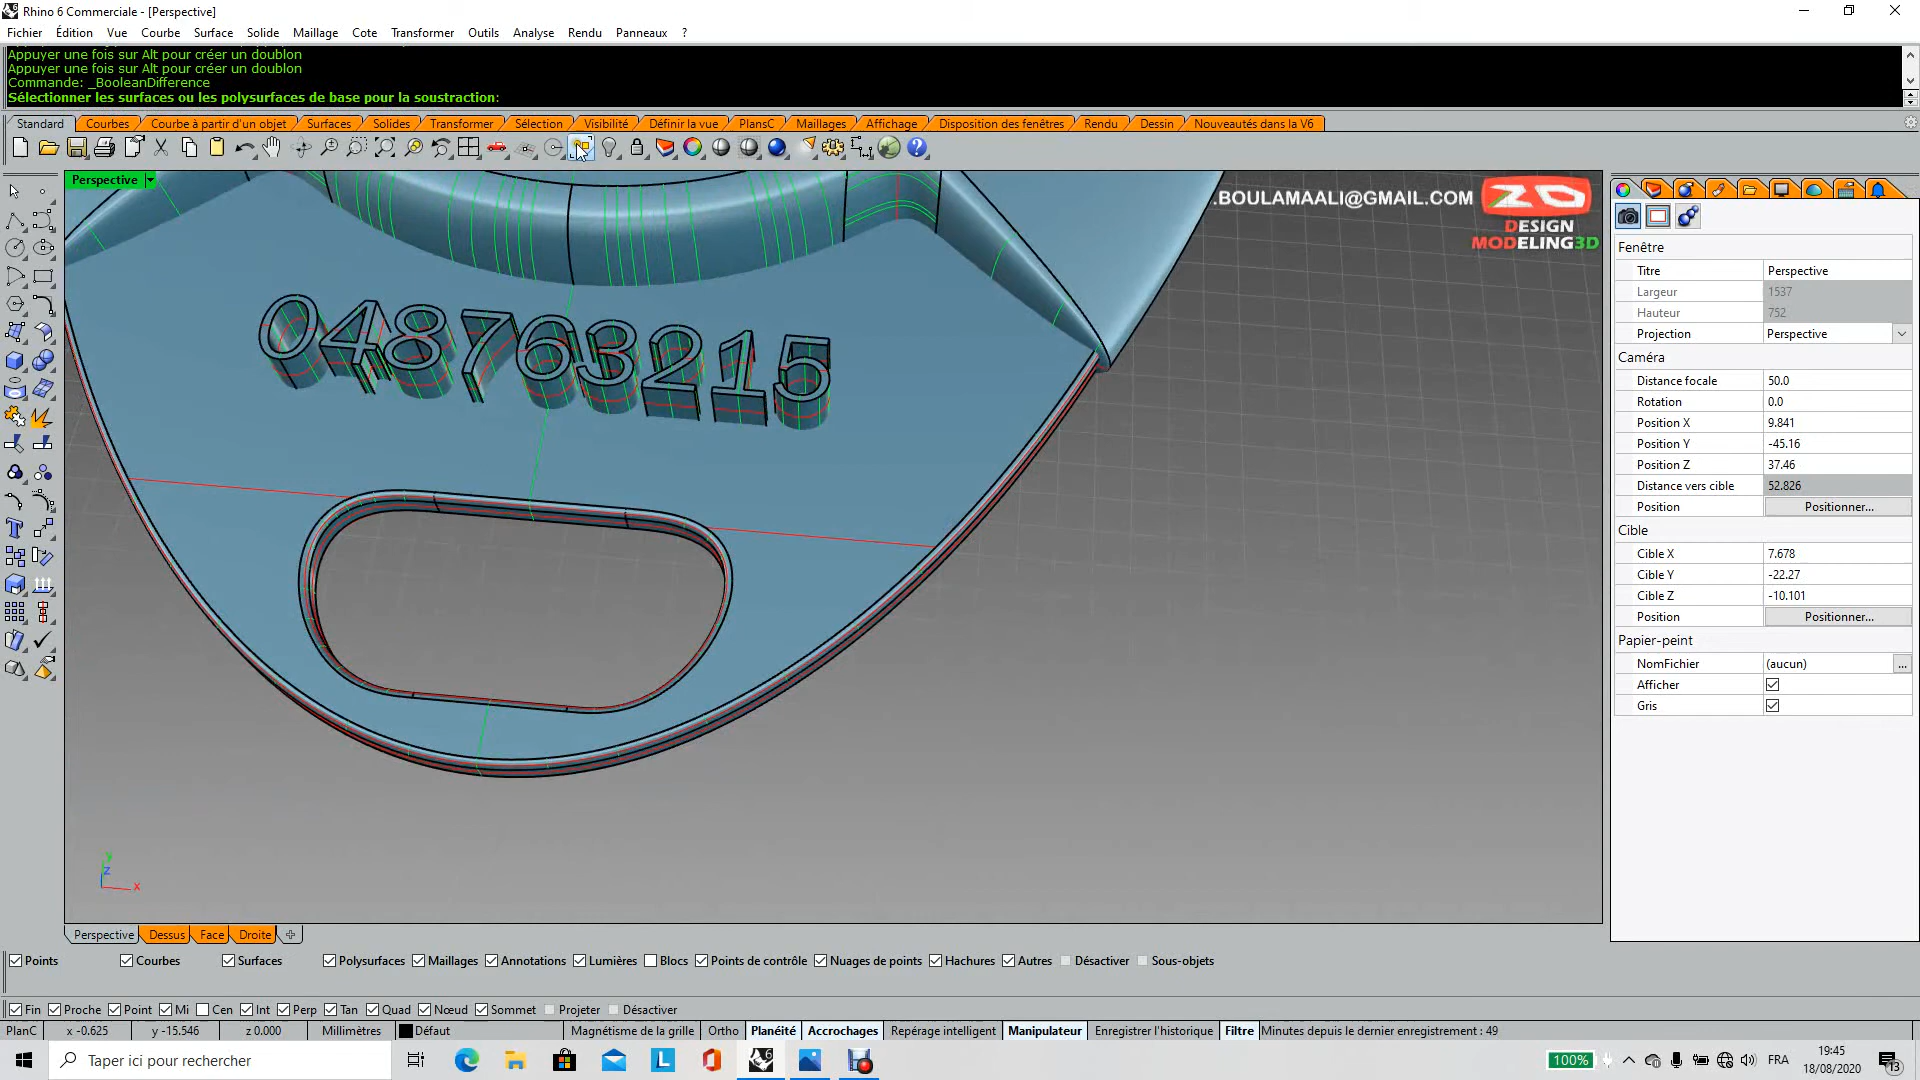 Rhino 6 Commerciale - [Perspective]
Fichier Édition Vue Courbe Surface Solide Maillage Cote Transformer Outils Analyse Rendu Panneaux ?
Appuyer une fois sur Alt pour créer un doublon
Appuyer une fois sur Alt pour créer un doublon
Commande: _BooleanDifference
Sélectionner les surfaces ou les polysurfaces de base pour la soustraction:
Standard Courbes Courbe à partir d'un objet Surfaces Solides Transformer Sélection Visibilité Définir la vue PlansC Maillages Affichage Disposition des fenêtres Rendu Dessin Nouveautés dans la V6
Perspective
.BOULAMAALI@GMAIL.COM
DESIGN
MODELING3D
048763215
Fenêtre
Titre Perspective
Largeur 1537
Hauteur 752
Projection Perspective
Caméra
Distance focale 50.0
Rotation 0.0
Position X 9.841
Position Y -45.16
Position Z 37.46
Distance vers cible 52.826
Position Positionner...
Cible
Cible X 7.678
Cible Y -22.27
Cible Z -10.101
Position Positionner...
Papier-peint
NomFichier (aucun) ...
Afficher
Gris
y
z
x
Perspective Dessus Face Droite
Points Courbes Surfaces Polysurfaces Maillages Annotations Lumières Blocs Points de contrôle Nuages de points Hachures Autres Désactiver Sous-objets
Fin Proche Point Mi Cen Int Perp Tan Quad Nœud Sommet Projeter Désactiver
PlanC x -0.625 y -15.546 z 0.000 Millimètres Défaut Magnétisme de la grille Ortho Planéité Accrochages Repérage intelligent Manipulateur Enregistrer l'historique Filtre Minutes depuis le dernier enregistrement : 49
Taper ici pour rechercher
100% FRA
19:45
18/08/2020
13